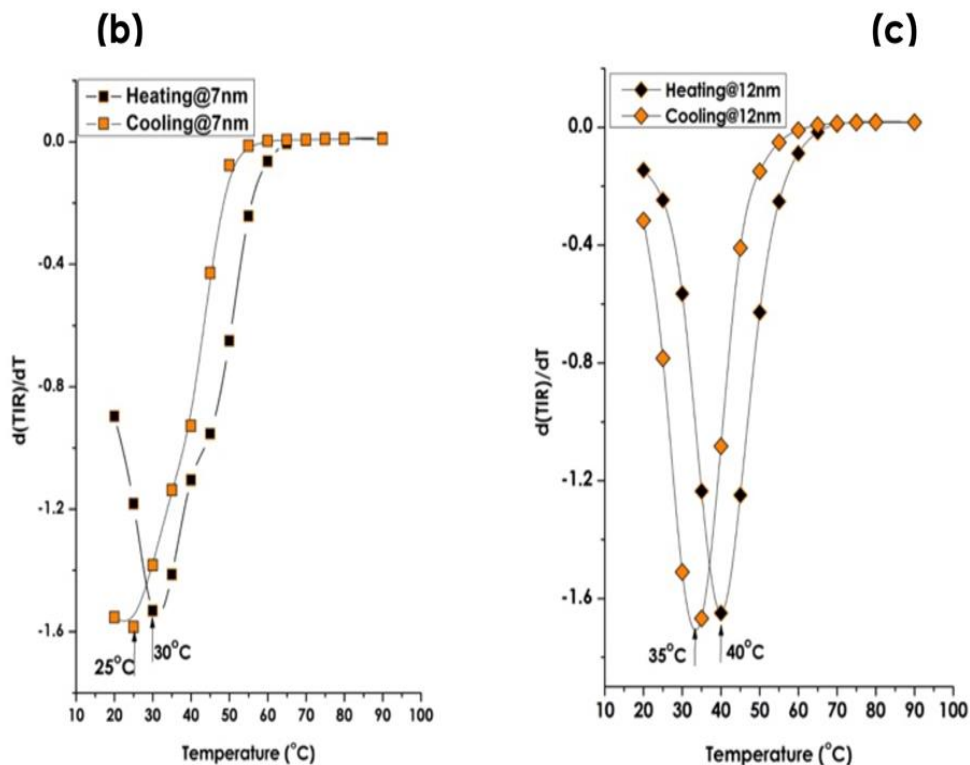 (b)
Heating@7nm
Cooling@7nm
0.0
-0.4
-0.8
-1.2
-1.6
d(TIR)/dT
25°C
30°C
10 20 30 40 50 60 70 80 90 100
Temperature (°C)
(c)
Heating@12nm
Cooling@12nm
0.0
-0.4
-0.8
-1.2
-1.6
d(TIR)/dT
35°C
40°C
10 20 30 40 50 60 70 80 90 100
Temperature (°C)